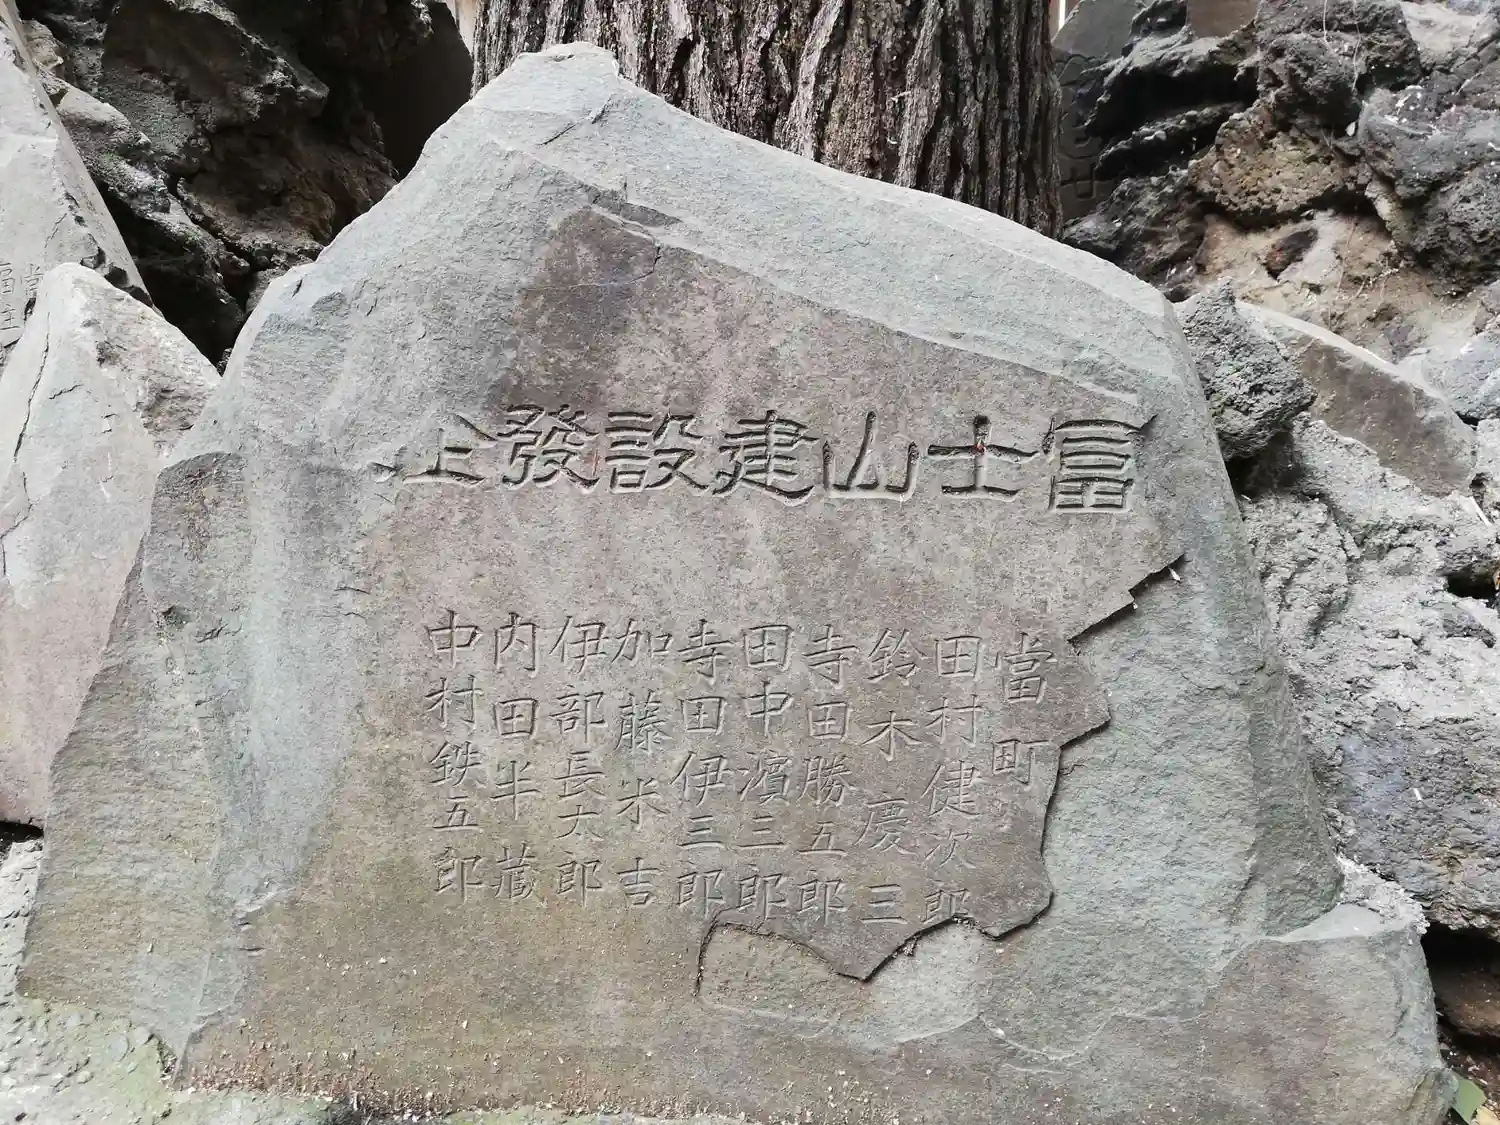 冨士山建設發企
當町
田村健次郎
鈴木慶三
寺田勝五郎
田中濱三郎
寺田伊三郎
加藤米吉
伊部長太郎
内田半蔵
中村鉄五郎